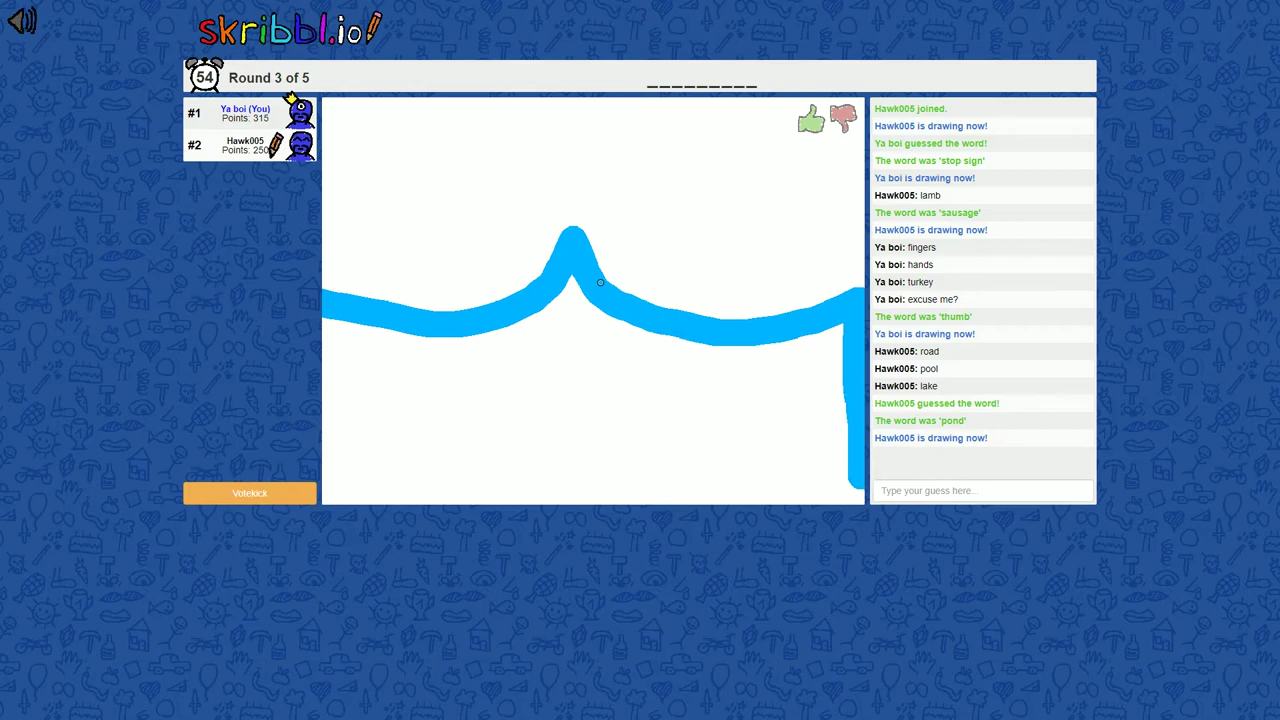 skribbl.io
54 Round 3 of 5 _________
#1 Ya boi (You)
Points: 315
#2 Hawk005
Points: 250
Votekick
Hawk005 joined.
Hawk005 is drawing now!
Ya boi guessed the word!
The word was 'stop sign'
Ya boi is drawing now!
Hawk005: lamb
The word was 'sausage'
Hawk005 is drawing now!
Ya boi: fingers
Ya boi: hands
Ya boi: turkey
Ya boi: excuse me?
The word was 'thumb'
Ya boi is drawing now!
Hawk005: road
Hawk005: pool
Hawk005: lake
Hawk005 guessed the word!
The word was 'pond'
Hawk005 is drawing now!
Type your guess here...